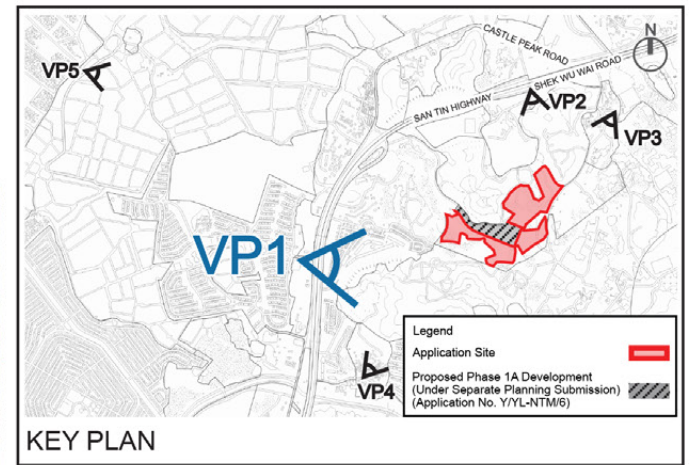 CASTLE PEAK ROAD
N
SHEK WU WAI ROAD
SAN TIN HIGHWAY
VP5
VP2
VP3
VP1
VP4
Legend
Application Site
Proposed Phase 1A Development
(Under Separate Planning Submission)
(Application No. Y/YL-NTM/6)
KEY PLAN